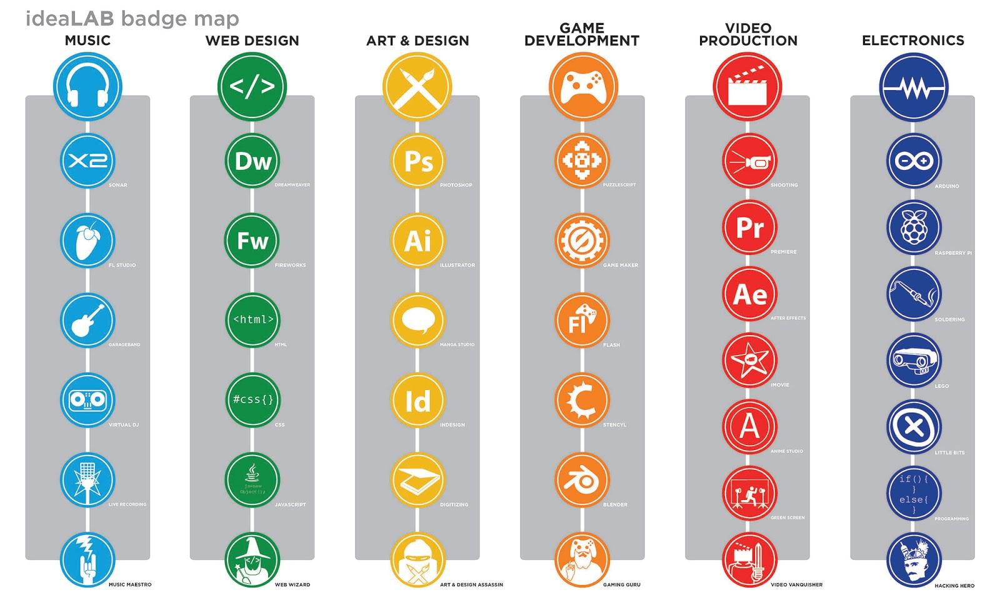 ideaLAB badge map
MUSIC
X2
SONAR
FL STUDIO
GARAGEBAND
VIRTUAL DJ
LIVE RECORDING
MUSIC MAESTRO
WEB DESIGN
</>
Dw
DREAMWEAVER
Fw
FIREWORKS
<html>
HTML
#css{}
CSS
js=new
Object();
JAVASCRIPT
</>
WEB WIZARD
ART & DESIGN
Ps
PHOTOSHOP
Ai
ILLUSTRATOR
MANGA STUDIO
Id
INDESIGN
DIGITIZING
ART & DESIGN ASSASSIN
GAME
DEVELOPMENT
PUZZLESCRIPT
GAME MAKER
Fl
FLASH
STENCYL
BLENDER
GAMING GURU
VIDEO
PRODUCTION
SHOOTING
Pr
PREMIERE
Ae
AFTER EFFECTS
IMOVIE
A
ANIME STUDIO
GREEN SCREEN
VIDEO VANQUISHER
ELECTRONICS
ARDUINO
RASPBERRY PI
SOLDERING
LEGO
LITTLE BITS
if(){
}
else{
}
PROGRAMMING
HACKING HERO